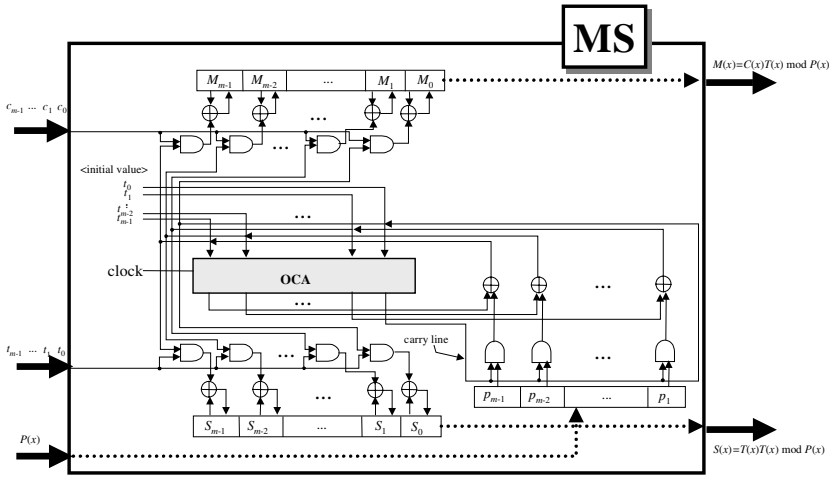 MS
M(x)=C(x)T(x) mod P(x)
M_{m-1} M_{m-2} ... M_1 M_0
c_{m-1} ... c_1 c_0
...
...
<initial value>
t_0
t_1
⋮
t_{m-2}
t_{m-1}
...
clock
OCA
...
...
carry line
t_{m-1} ... t_1 t_0
...
...
...
p_{m-1} p_{m-2} ... p_1
S_{m-1} S_{m-2} ... S_1 S_0
P(x)
S(x)=T(x)T(x) mod P(x)